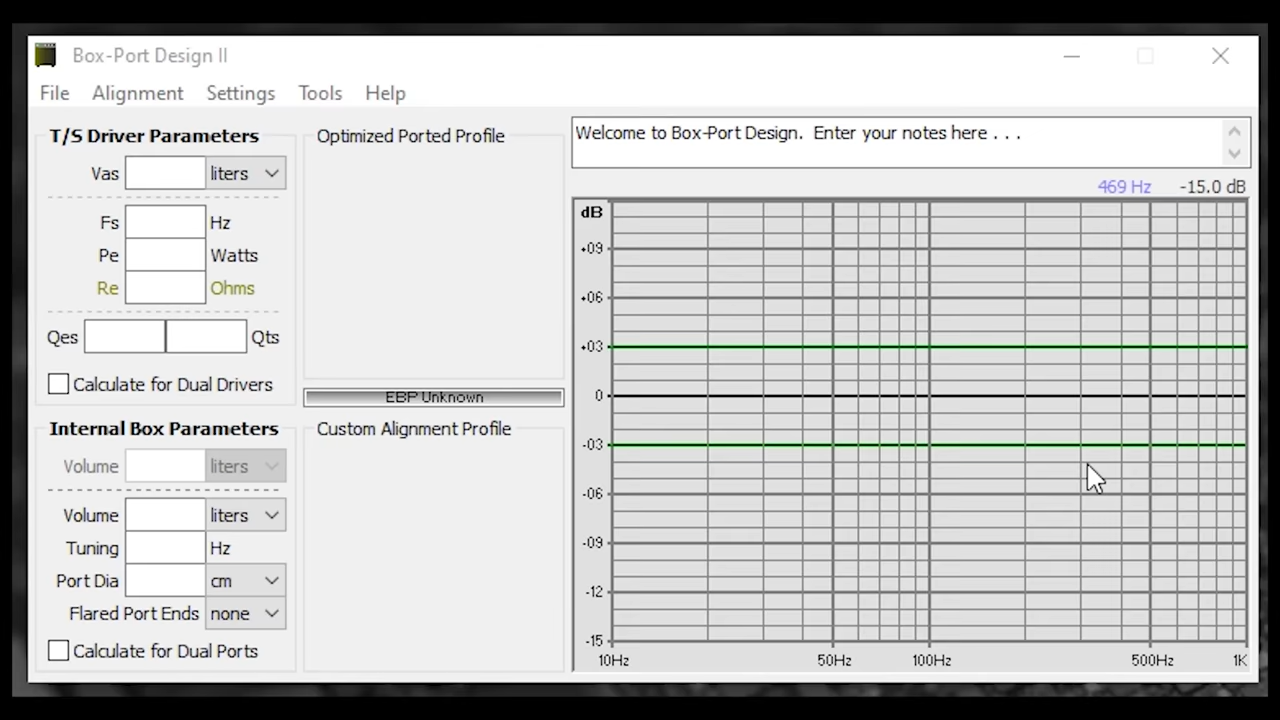 Box-Port Design II
File Alignment Settings Tools Help
T/S Driver Parameters
Vas liters
Fs Hz
Pe Watts
Re Ohms
Qes Qts
Calculate for Dual Drivers
Internal Box Parameters
Volume liters
Volume liters
Tuning Hz
Port Dia cm
Flared Port Ends none
Calculate for Dual Ports
Optimized Ported Profile
EBP Unknown
Custom Alignment Profile
Welcome to Box-Port Design. Enter your notes here . . .
469 Hz -15.0 dB
dB
+09
+06
+03
0
-03
-06
-09
-12
-15
10Hz 50Hz 100Hz 500Hz 1K